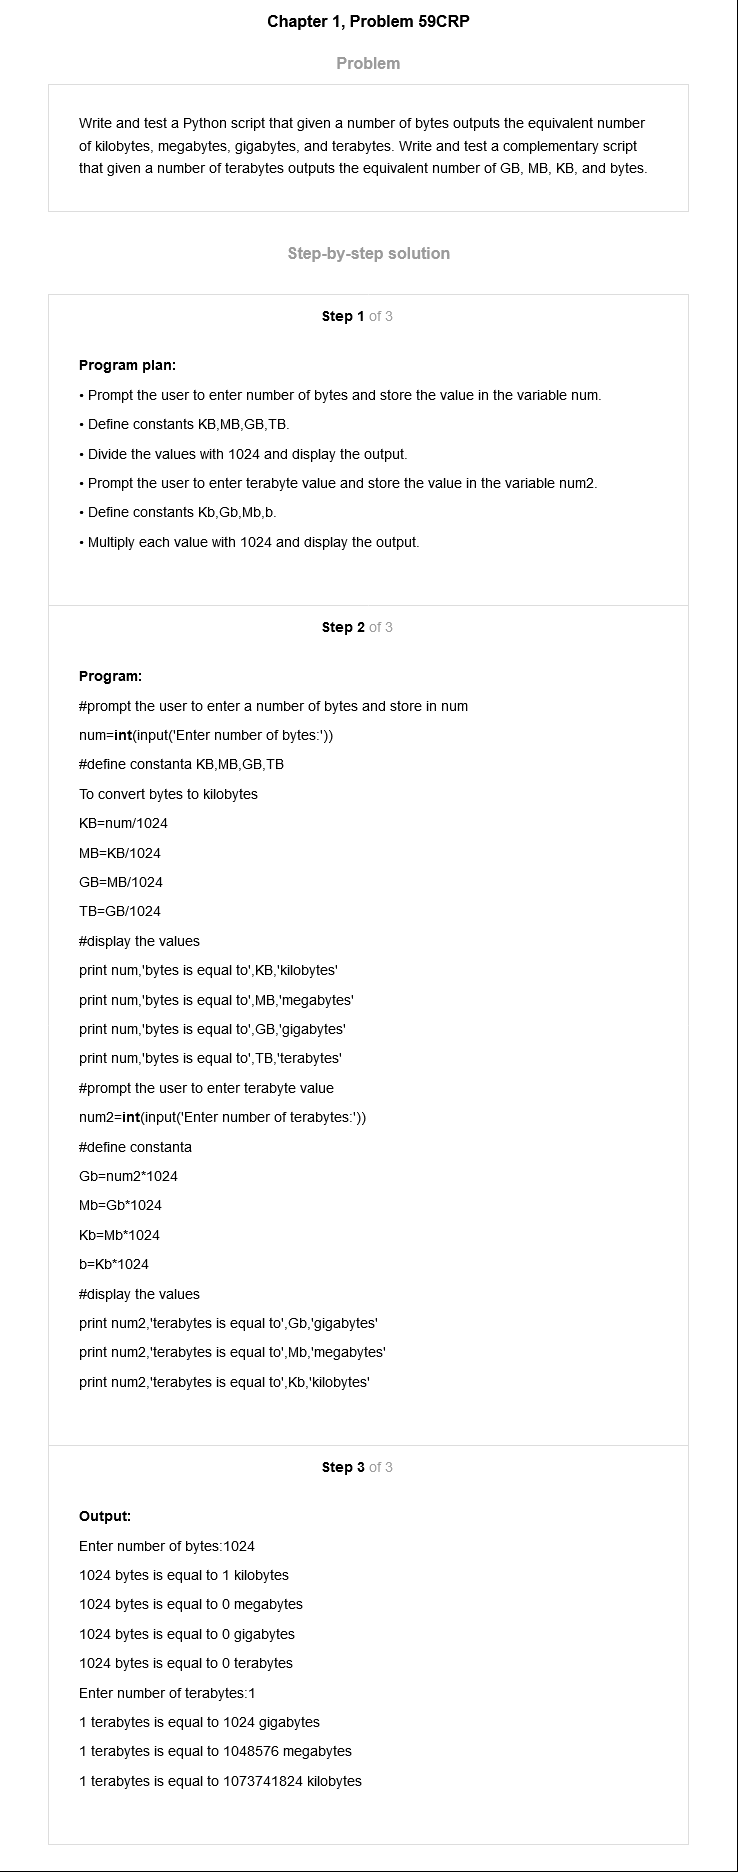 Chapter 1, Problem 59CRP
Problem
Write and test a Python script that given a number of bytes outputs the equivalent number
of kilobytes, megabytes, gigabytes, and terabytes. Write and test a complementary script
that given a number of terabytes outputs the equivalent number of GB, MB, KB, and bytes.
Step-by-step solution
Step 1 of 3
Program plan:
• Prompt the user to enter number of bytes and store the value in the variable num.
• Define constants KB,MB,GB,TB.
• Divide the values with 1024 and display the output.
• Prompt the user to enter terabyte value and store the value in the variable num2.
• Define constants Kb,Gb,Mb,b.
• Multiply each value with 1024 and display the output.
Step 2 of 3
Program:
#prompt the user to enter a number of bytes and store in num
num=int(input('Enter number of bytes:'))
#define constanta KB,MB,GB,TB
To convert bytes to kilobytes
KB=num/1024
MB=KB/1024
GB=MB/1024
TB=GB/1024
#display the values
print num,'bytes is equal to',KB,'kilobytes'
print num,'bytes is equal to',MB,'megabytes'
print num,'bytes is equal to',GB,'gigabytes'
print num,'bytes is equal to',TB,'terabytes'
#prompt the user to enter terabyte value
num2=int(input('Enter number of terabytes:'))
#define constanta
Gb=num2*1024
Mb=Gb*1024
Kb=Mb*1024
b=Kb*1024
#display the values
print num2,'terabytes is equal to',Gb,'gigabytes'
print num2,'terabytes is equal to',Mb,'megabytes'
print num2,'terabytes is equal to',Kb,'kilobytes'
Step 3 of 3
Output:
Enter number of bytes:1024
1024 bytes is equal to 1 kilobytes
1024 bytes is equal to 0 megabytes
1024 bytes is equal to 0 gigabytes
1024 bytes is equal to 0 terabytes
Enter number of terabytes:1
1 terabytes is equal to 1024 gigabytes
1 terabytes is equal to 1048576 megabytes
1 terabytes is equal to 1073741824 kilobytes